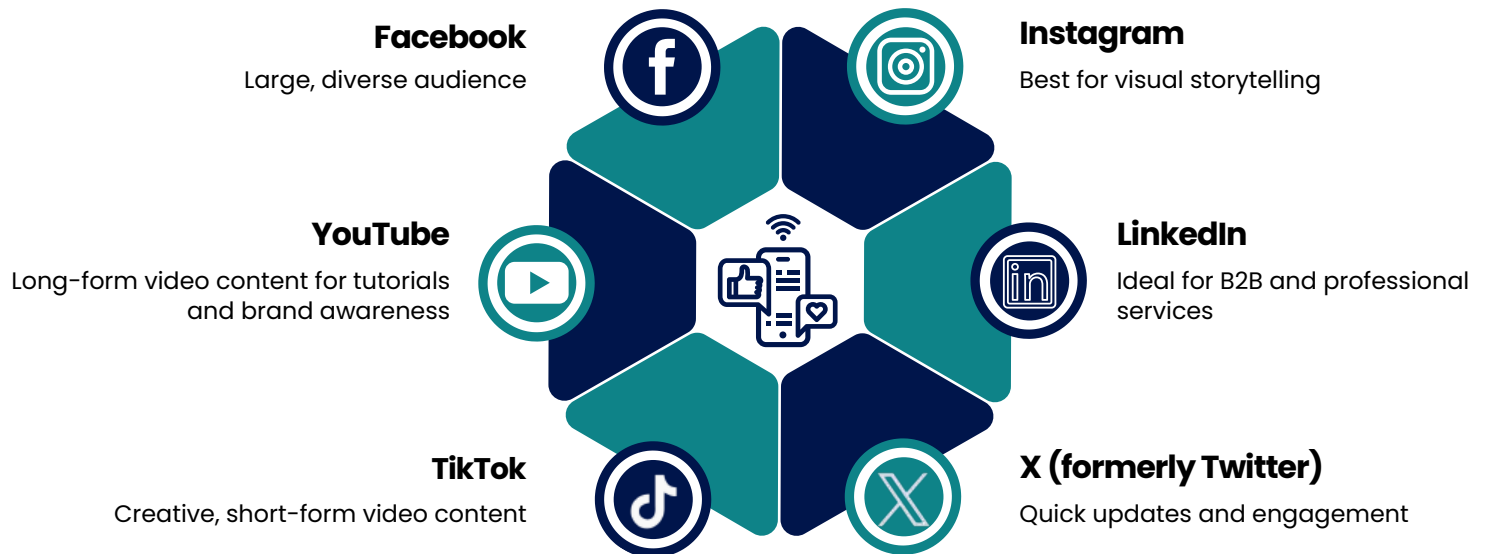 Facebook
Large, diverse audience
Instagram
Best for visual storytelling
YouTube
Long-form video content for tutorials
and brand awareness
LinkedIn
Ideal for B2B and professional
services
TikTok
Creative, short-form video content
X (formerly Twitter)
Quick updates and engagement